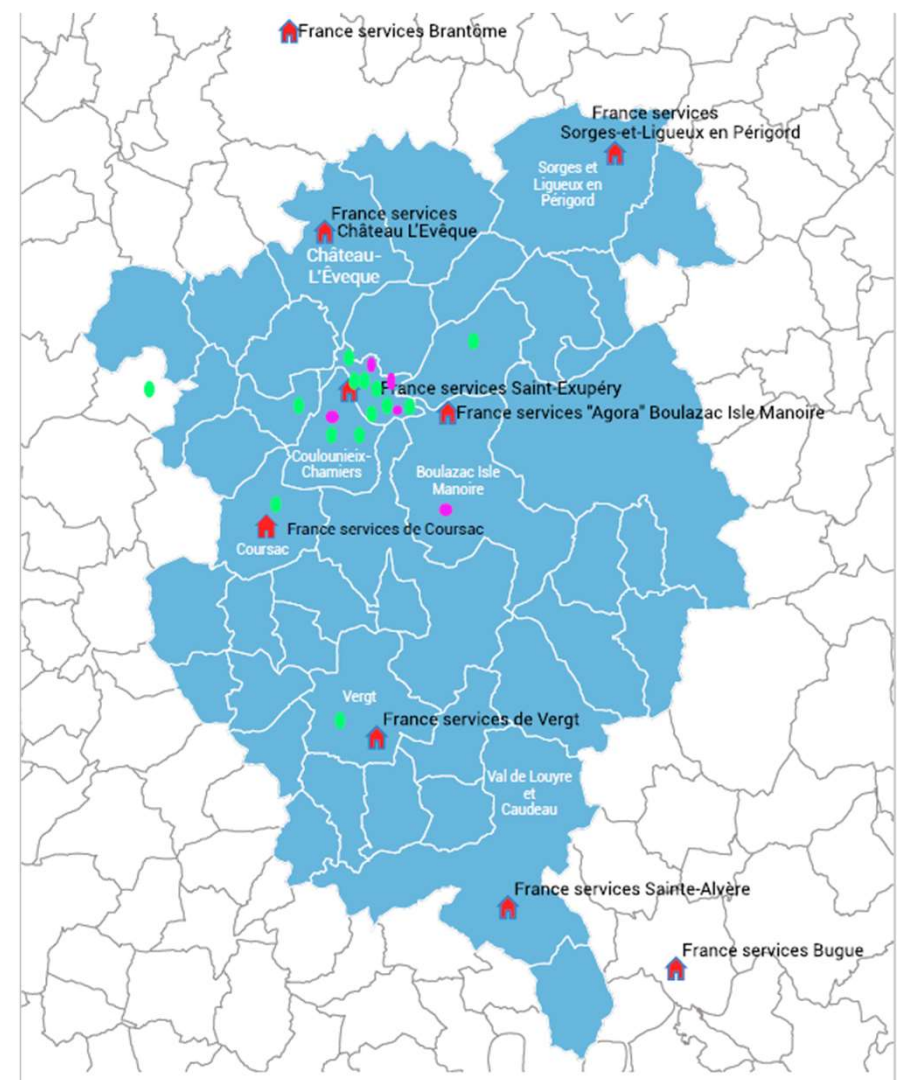 France services Brantôme
France services
Sorges-et-Ligueux en Périgord
Sorges et
Ligueux en
Périgord
France services
Château L'Evêque
Château-
L'Êveque
France services Saint-Exupéry
France services "Agora" Boulazac Isle Manoire
Coulounieix-
Chamiers
Boulazac Isle
Manoire
France services de Coursac
Coursac
Vergt
France services de Vergt
Val de Louyre
et
Caudeau
France services Sainte-Alvère
France services Bugue